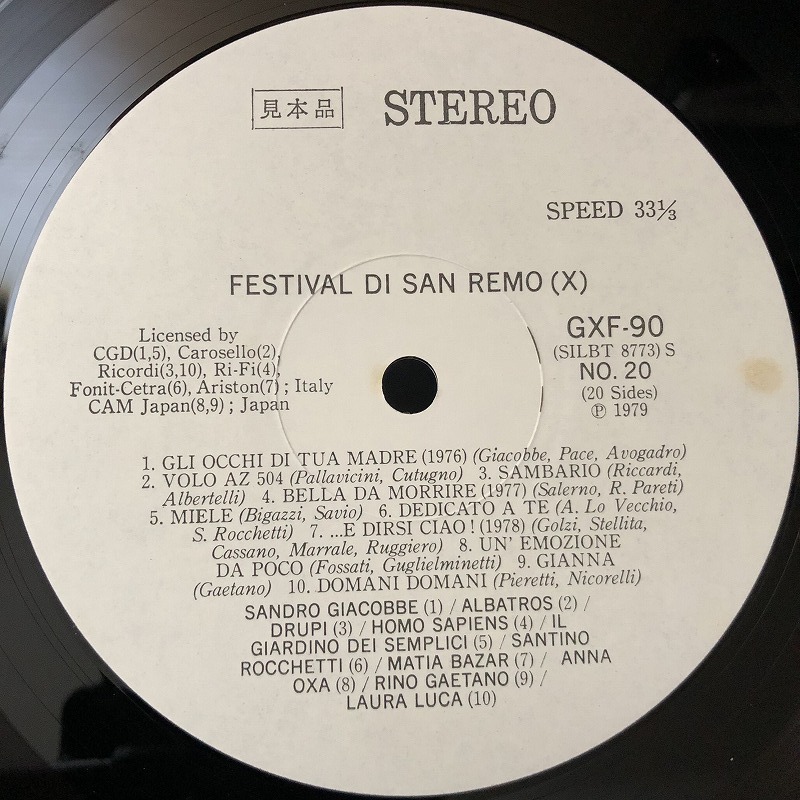 見本品 STEREO
SPEED 33⅓
FESTIVAL DI SAN REMO (X)
Licensed by
CGD(1,5), Carosello(2),
Ricordi(3,10), Ri-Fi(4),
Fonit-Cetra(6), Ariston(7) ; Italy
CAM Japan(8,9) ; Japan
GXF-90
(SILBT 8773) S
NO. 20
(20 Sides)
℗ 1979
1. GLI OCCHI DI TUA MADRE (1976) (Giacobbe, Pace, Avogadro)
2. VOLO AZ 504 (Pallavicini, Cutugno) 3. SAMBARIO (Riccardi,
Albertelli) 4. BELLA DA MORRIRE (1977) (Salerno, R. Pareti)
5. MIELE (Bigazzi, Savio) 6. DEDICATO A TE (A. Lo Vecchio,
S. Rocchetti) 7. ...E DIRSI CIAO ! (1978) (Golzi, Stellita,
Cassano, Marrale, Ruggiero) 8. UN' EMOZIONE
DA POCO (Fossati, Guglielminetti) 9. GIANNA
(Gaetano) 10. DOMANI DOMANI (Pieretti, Nicorelli)
SANDRO GIACOBBE (1) / ALBATROS (2) /
DRUPI (3) / HOMO SAPIENS (4) / IL
GIARDINO DEI SEMPLICI (5) / SANTINO
ROCCHETTI (6) / MATIA BAZAR (7) / ANNA
OXA (8) / RINO GAETANO (9) /
LAURA LUCA (10)